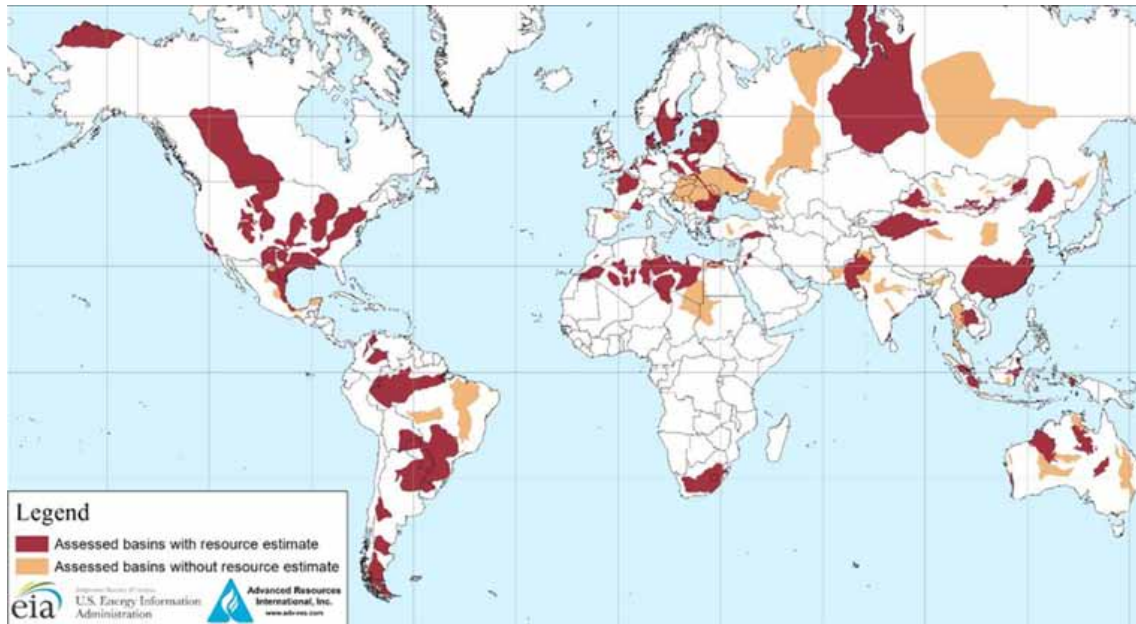 Legend
Assessed basins with resource estimate
Assessed basins without resource estimate
eia
U.S. Energy Information
Administration
Advanced Resources
International, Inc.
www.adv-res.com